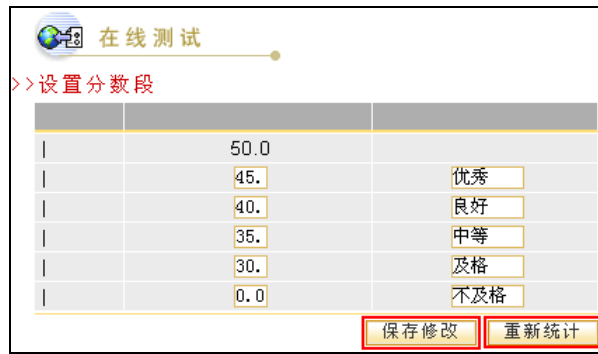 在线测试
>>设置分数段
| 50.0
| 45. 优秀
| 40. 良好
| 35. 中等
| 30. 及格
| 0.0 不及格
保存修改 重新统计